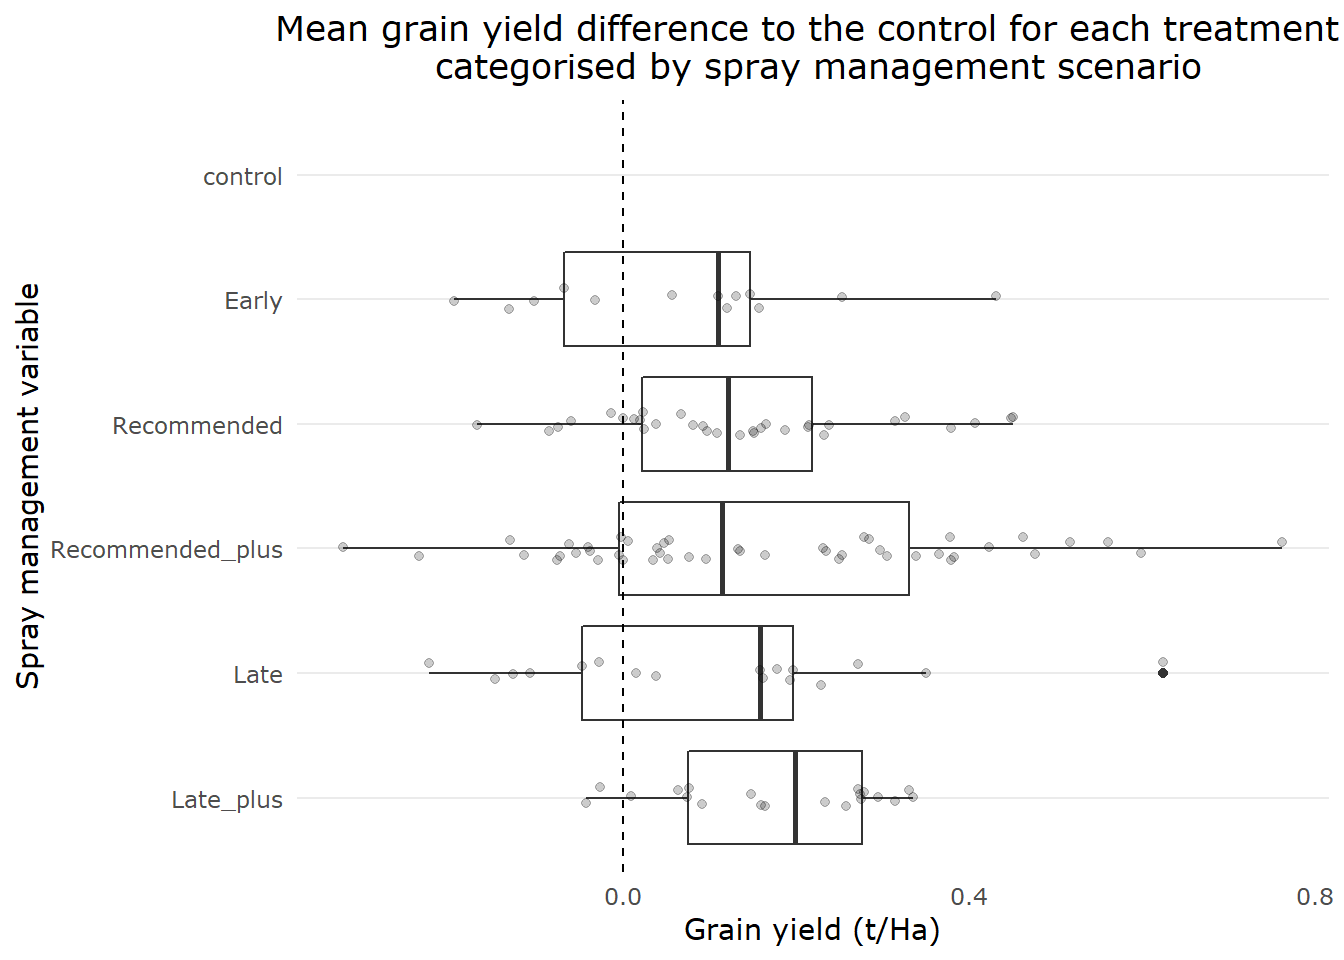 Mean grain yield difference to the control for each treatment
categorised by spray management scenario
Spray management variable
control
Early
Recommended
Recommended_plus
Late
Late_plus
0.0 0.4 0.8
Grain yield (t/Ha)